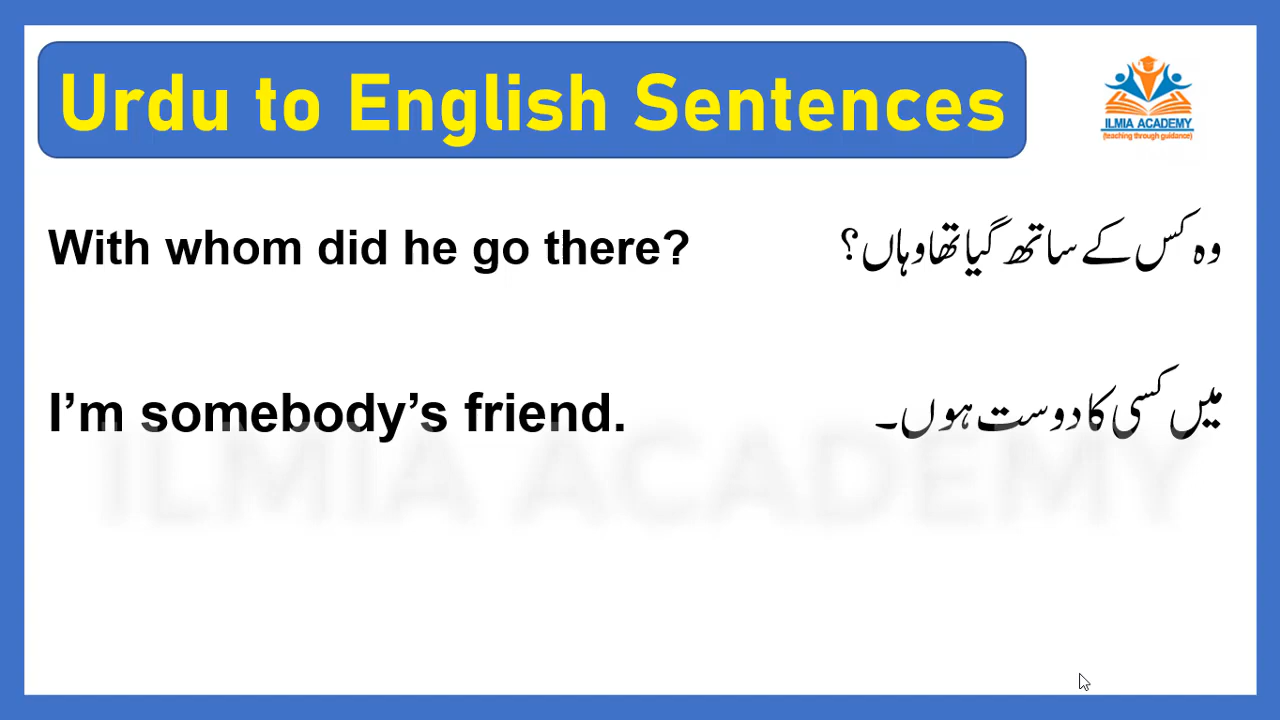 Urdu to English Sentences
ILMIA ACADEMY
(teaching through guidance)
With whom did he go there?
وہ کس کے ساتھ گیا تھا وہاں؟
I’m somebody’s friend.
میں کسی کا دوست ہوں۔
ILMIA ACADEMY